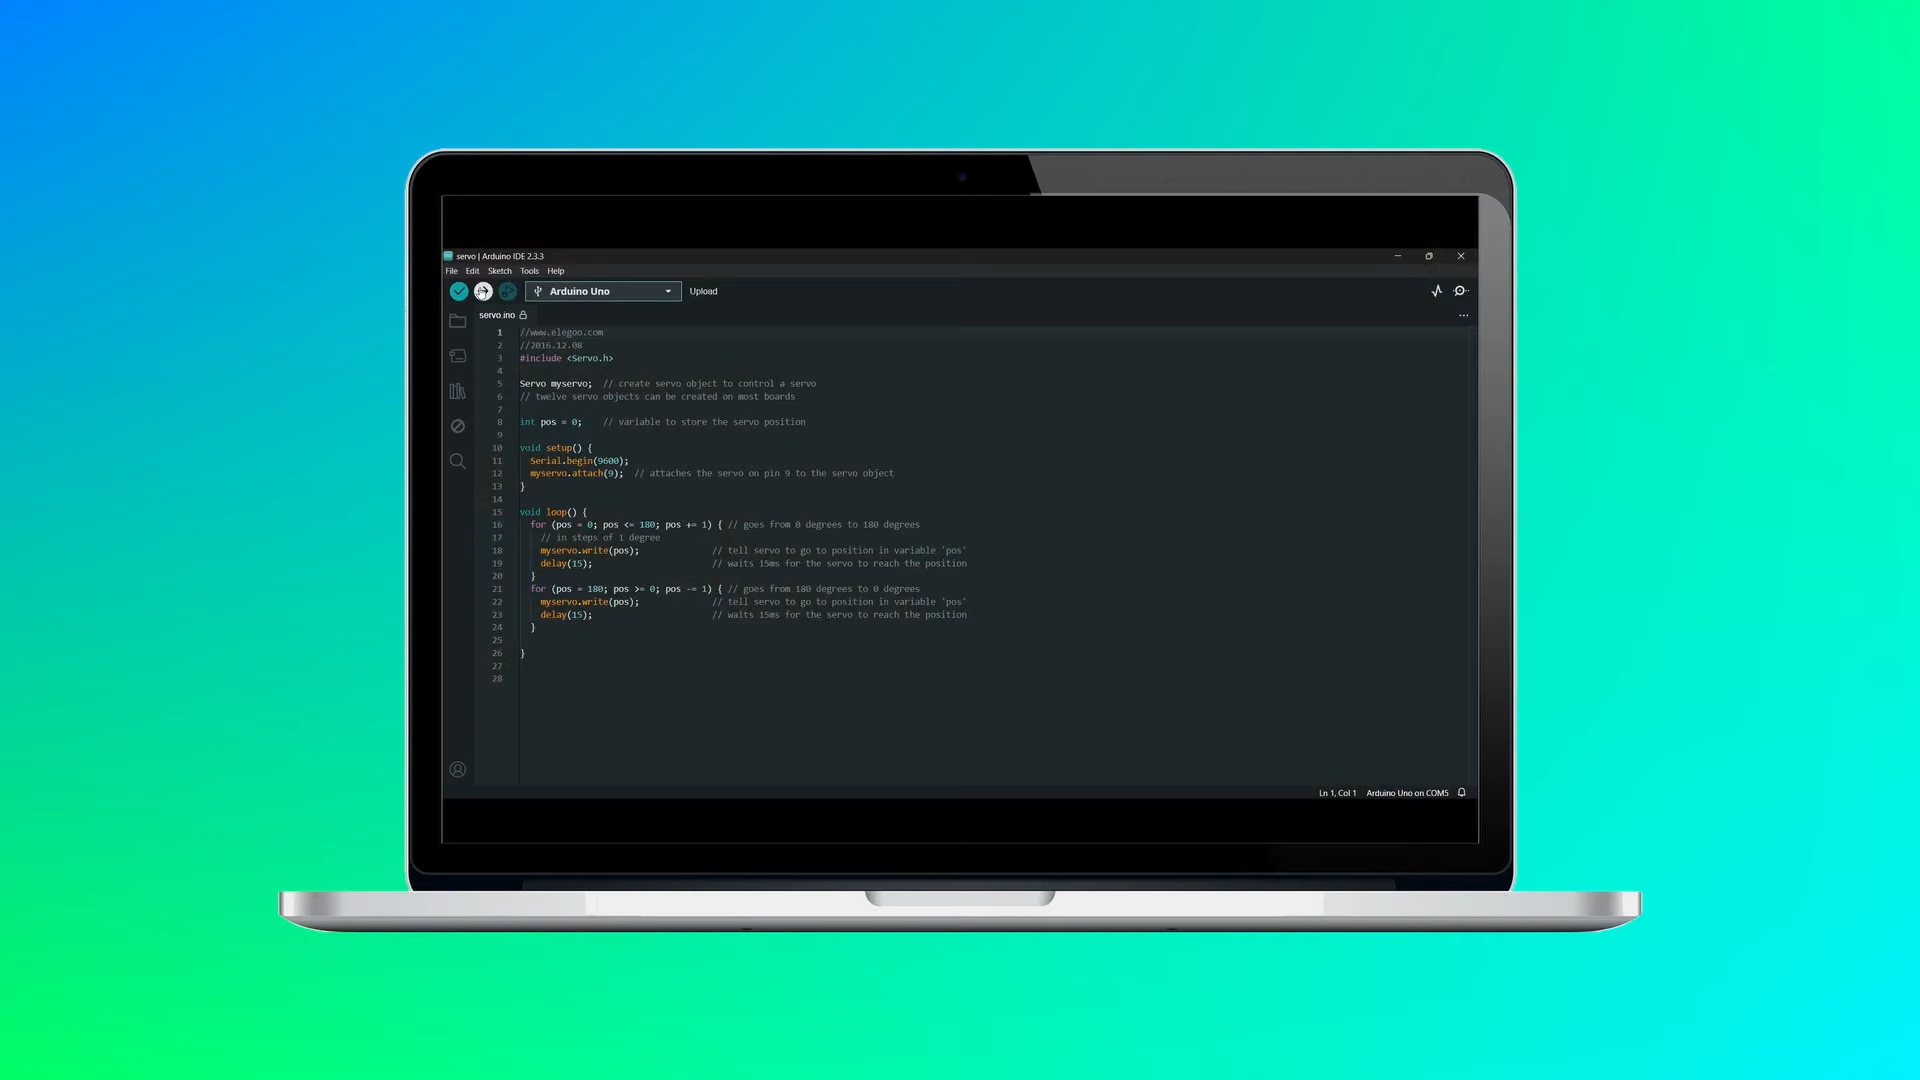 servo | Arduino IDE 2.3.3
File Edit Sketch Tools Help
Arduino Uno Upload
servo.ino
1 //www.elegoo.com
2 //2016.12.08
3 #include <Servo.h>
4
5 Servo myservo;  // create servo object to control a servo
6 // twelve servo objects can be created on most boards
7
8 int pos = 0;    // variable to store the servo position
9
10 void setup() {
11   Serial.begin(9600);
12   myservo.attach(9);  // attaches the servo on pin 9 to the servo object
13 }
14
15 void loop() {
16   for (pos = 0; pos <= 180; pos += 1) { // goes from 0 degrees to 180 degrees
17     // in steps of 1 degree
18     myservo.write(pos);              // tell servo to go to position in variable 'pos'
19     delay(15);                       // waits 15ms for the servo to reach the position
20   }
21   for (pos = 180; pos >= 0; pos -= 1) { // goes from 180 degrees to 0 degrees
22     myservo.write(pos);              // tell servo to go to position in variable 'pos'
23     delay(15);                       // waits 15ms for the servo to reach the position
24   }
25
26 }
27
28
Ln 1, Col 1 Arduino Uno on COM5